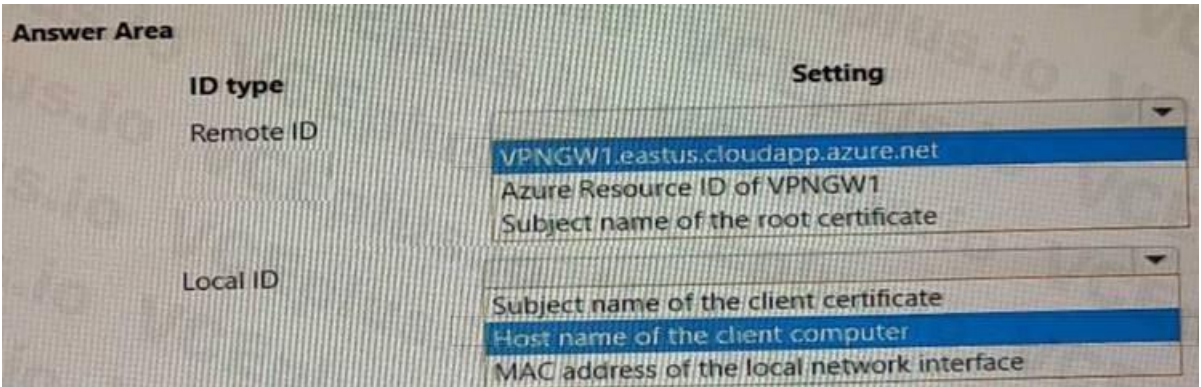 Answer Area
ID type Setting
Remote ID
VPNGW1.eastus.cloudapp.azure.net
Azure Resource ID of VPNGW1
Subject name of the root certificate
Local ID
Subject name of the client certificate
Host name of the client computer
MAC address of the local network interface